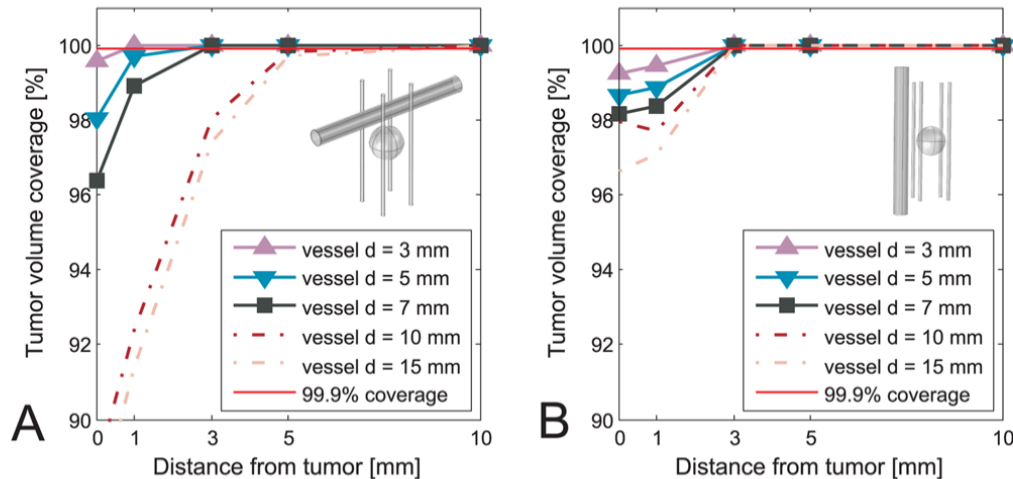 100
98
96
94
92
90
Tumor volume coverage [%]
vessel d = 3 mm
vessel d = 5 mm
vessel d = 7 mm
vessel d = 10 mm
vessel d = 15 mm
99.9% coverage
0 1 3 5 10
Distance from tumor [mm]
A
100
98
96
94
92
90
Tumor volume coverage [%]
vessel d = 3 mm
vessel d = 5 mm
vessel d = 7 mm
vessel d = 10 mm
vessel d = 15 mm
99.9% coverage
0 1 3 5 10
Distance from tumor [mm]
B